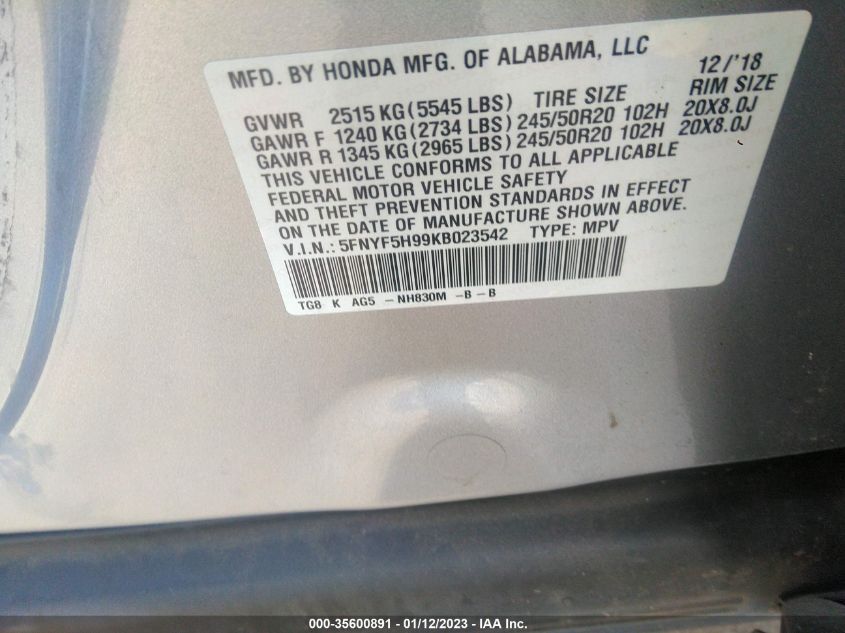 MFD. BY HONDA MFG. OF ALABAMA, LLC 12/'18
GVWR 2515 KG(5545 LBS) TIRE SIZE RIM SIZE
GAWR F 1240 KG(2734 LBS) 245/50R20 102H 20X8.0J
GAWR R 1345 KG(2965 LBS) 245/50R20 102H 20X8.0J
THIS VEHICLE CONFORMS TO ALL APPLICABLE
FEDERAL MOTOR VEHICLE SAFETY
AND THEFT PREVENTION STANDARDS IN EFFECT
ON THE DATE OF MANUFACTURE SHOWN ABOVE.
V.I.N.: 5FNYF5H99KB023542 TYPE: MPV
TG8 K AG5 -NH830M -B-B
000-35600891 - 01/12/2023 - IAA Inc.